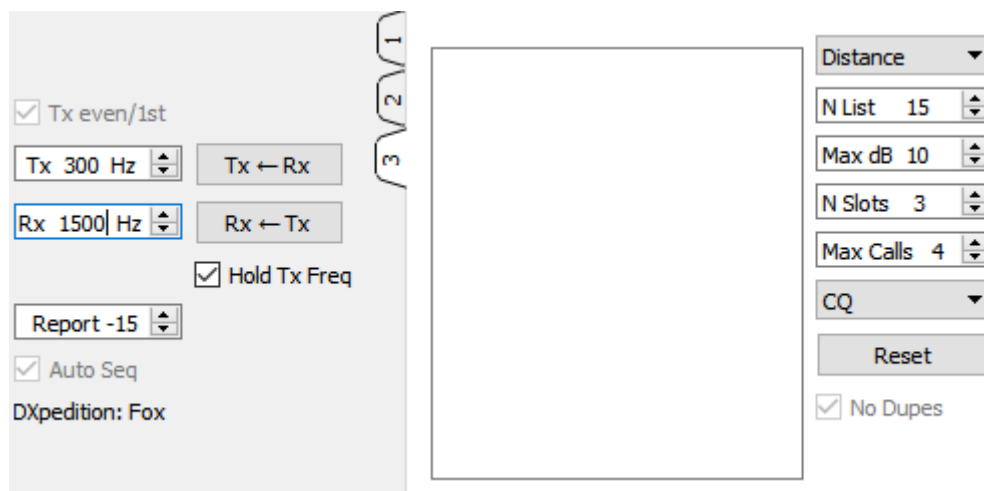 1
2
3
Tx even/1st
Tx 300 Hz
Tx ← Rx
Rx 1500 Hz
Rx ← Tx
Hold Tx Freq
Report -15
Auto Seq
DXpedition: Fox
Distance
N List 15
Max dB 10
N Slots 3
Max Calls 4
CQ
Reset
No Dupes